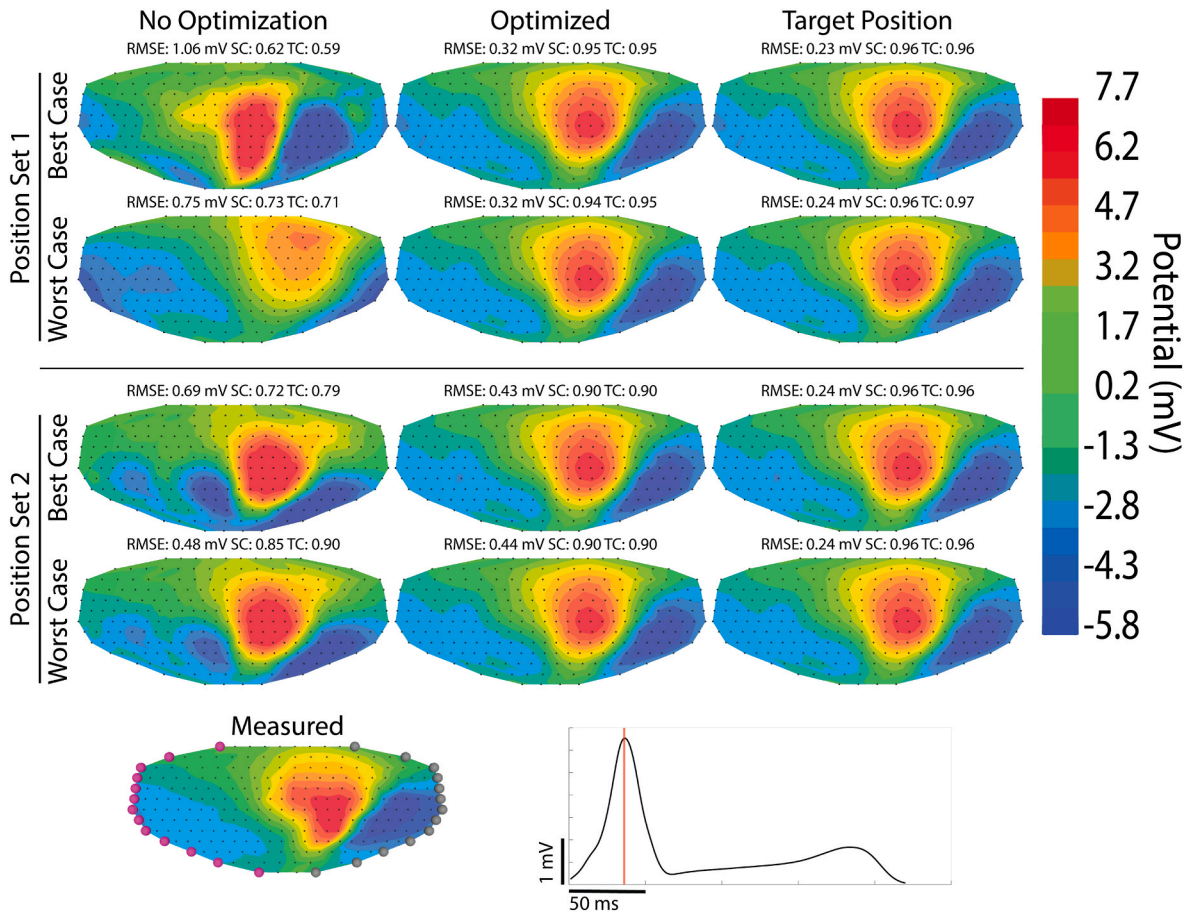 No Optimization
Optimized
Target Position
RMSE: 1.06 mV SC: 0.62 TC: 0.59
RMSE: 0.32 mV SC: 0.95 TC: 0.95
RMSE: 0.23 mV SC: 0.96 TC: 0.96
Position Set 1
Best Case
RMSE: 0.75 mV SC: 0.73 TC: 0.71
RMSE: 0.32 mV SC: 0.94 TC: 0.95
RMSE: 0.24 mV SC: 0.96 TC: 0.97
Worst Case
RMSE: 0.69 mV SC: 0.72 TC: 0.79
RMSE: 0.43 mV SC: 0.90 TC: 0.90
RMSE: 0.24 mV SC: 0.96 TC: 0.96
Position Set 2
Best Case
RMSE: 0.48 mV SC: 0.85 TC: 0.90
RMSE: 0.44 mV SC: 0.90 TC: 0.90
RMSE: 0.24 mV SC: 0.96 TC: 0.96
Worst Case
7.7
6.2
4.7
3.2
1.7
0.2
-1.3
-2.8
-4.3
-5.8
Potential (mV)
Measured
1 mV
50 ms